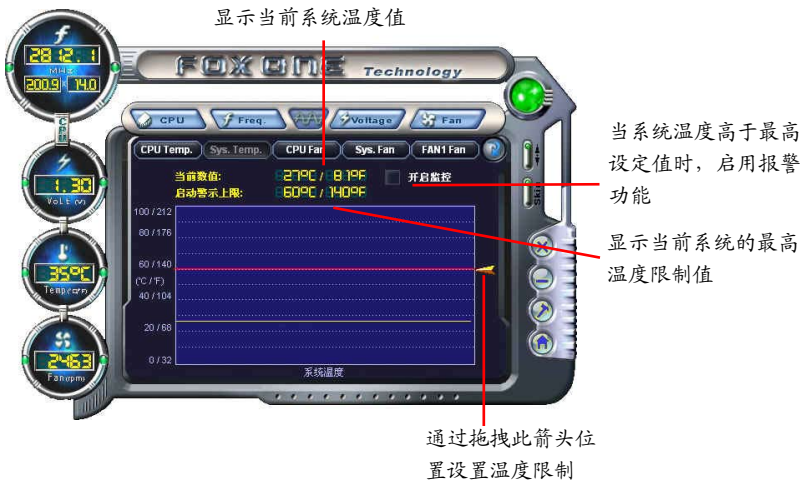 显示当前系统温度值
2812.1
MHz
200.9 x 14.0
CPU
FOX ONE Technology
CPU
Freq.
Voltage
Fan
CPU Temp.
Sys. Temp.
CPU Fan
Sys. Fan
FAN1 Fan
当前数值:
27℃ / 81℉
开启监控
启动警示上限:
60℃ / 140℉
当系统温度高于最高
设定值时，启用报警
功能
显示当前系统的最高
温度限制值
1.30
Volt (v)
35℃
2463
Fan(rpm)
100 / 212
80 / 176
60 / 140
(℃ / ℉)
40 / 104
20 / 68
0 / 32
系统温度
通过拖拽此箭头位
置设置温度限制